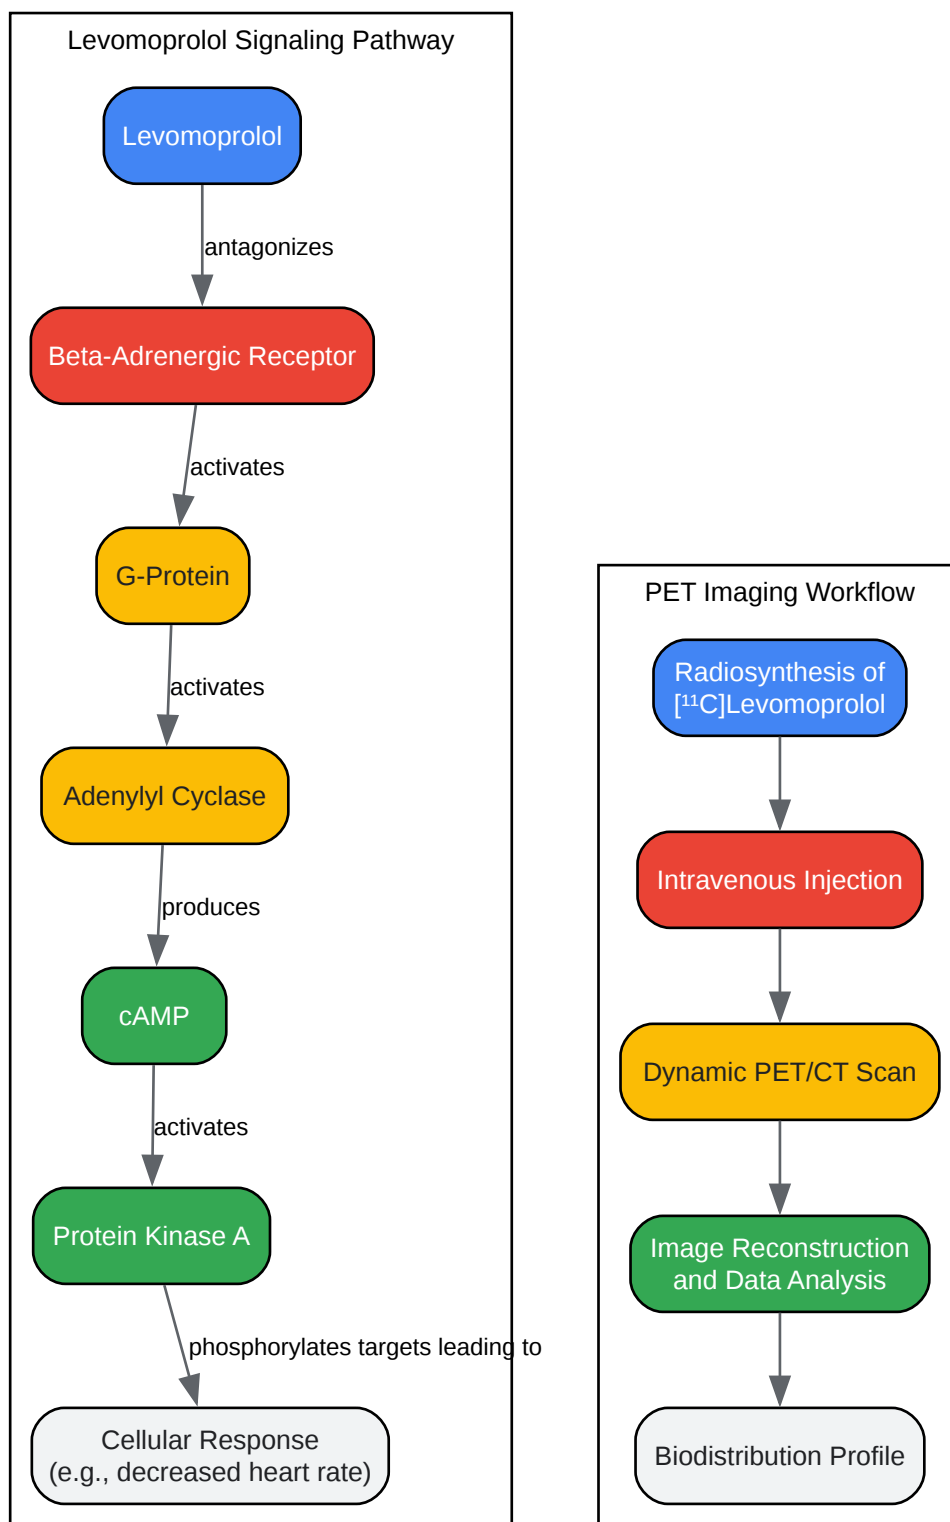 Levomoprolol Signaling Pathway
Levomoprolol
antagonizes
Beta-Adrenergic Receptor
activates
G-Protein
activates
Adenylyl Cyclase
produces
cAMP
activates
Protein Kinase A
phosphorylates targets leading to
Cellular Response
(e.g., decreased heart rate)
PET Imaging Workflow
Radiosynthesis of
[¹¹C]Levomoprolol
Intravenous Injection
Dynamic PET/CT Scan
Image Reconstruction
and Data Analysis
Biodistribution Profile